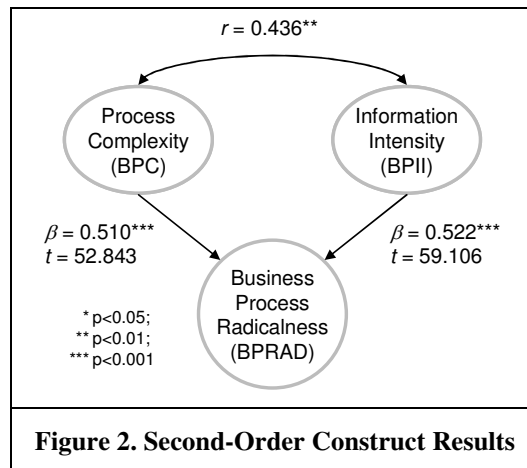 r = 0.436**
Process
Complexity
(BPC)
Information
Intensity
(BPII)
β = 0.510***
t = 52.843
β = 0.522***
t = 59.106
Business
Process
Radicalness
(BPRAD)
* p<0.05;
** p<0.01;
*** p<0.001
Figure 2. Second-Order Construct Results